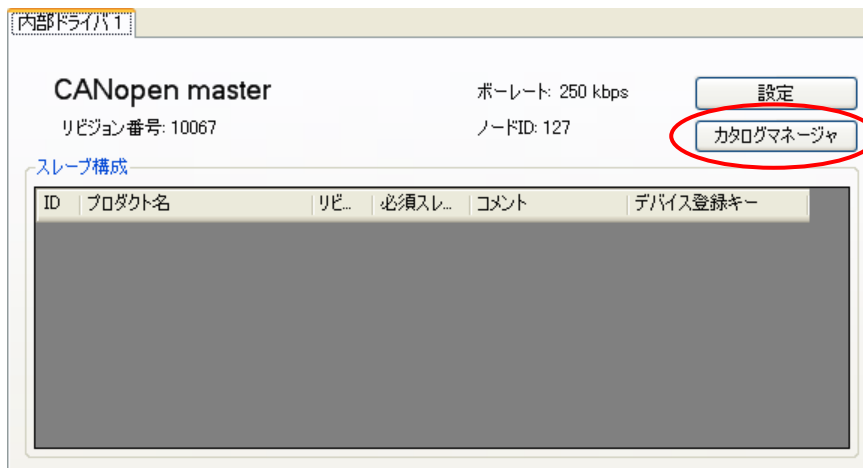 内部ドライバ1
CANopen master
ボーレート: 250 kbps
設定
リビジョン番号: 10067
ノードID: 127
カタログマネージャ
スレーブ構成
ID プロダクト名 リビ... 必須スレ... コメント デバイス登録キー